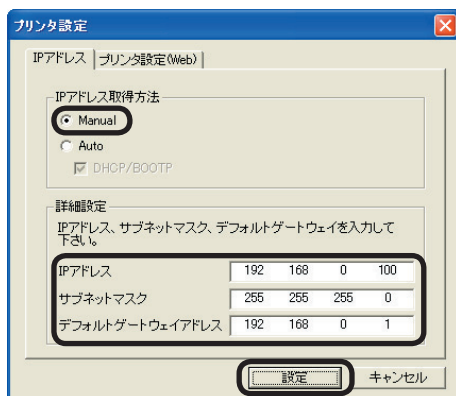 プリンタ設定
IPアドレス プリンタ設定(Web)
IPアドレス取得方法
Manual
Auto
DHCP/BOOTP
詳細設定
IPアドレス、サブネットマスク、デフォルトゲートウェイを入力して
下さい。
IPアドレス 192 168 0 100
サブネットマスク 255 255 255 0
デフォルトゲートウェイアドレス 192 168 0 1
設定 キャンセル